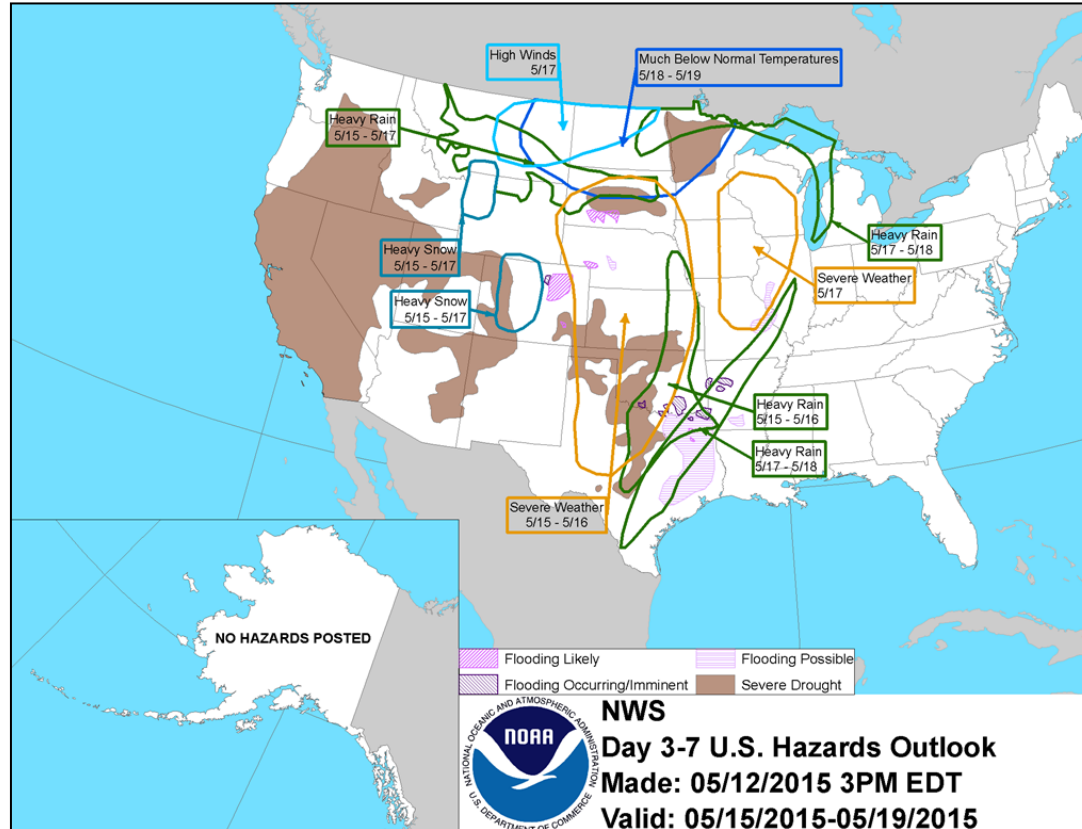 High Winds
5/17
Much Below Normal Temperatures
5/18 - 5/19
Heavy Rain
5/15 - 5/17
Heavy Rain
5/17 - 5/18
Heavy Snow
5/15 - 5/17
Severe Weather
5/17
Heavy Snow
5/15 - 5/17
Heavy Rain
5/15 - 5/16
Heavy Rain
5/17 - 5/18
Severe Weather
5/15 - 5/16
NO HAZARDS POSTED
Flooding Likely
Flooding Possible
Flooding Occurring/Imminent
Severe Drought
NATIONAL OCEANIC AND ATMOSPHERIC ADMINISTRATION
NOAA
U.S. DEPARTMENT OF COMMERCE
NWS
Day 3-7 U.S. Hazards Outlook
Made: 05/12/2015 3PM EDT
Valid: 05/15/2015-05/19/2015